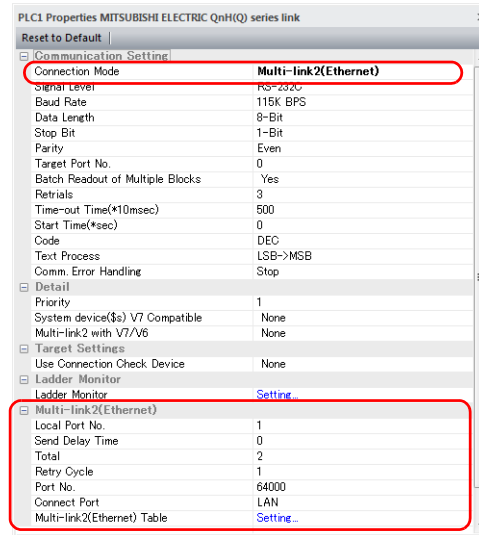 PLC1 Properties MITSUBISHI ELECTRIC QnH(Q) series link
Reset to Default
Communication Setting
Connection Mode Multi-link2(Ethernet)
Signal Level RS-232C
Baud Rate 115K BPS
Data Length 8-Bit
Stop Bit 1-Bit
Parity Even
Target Port No. 0
Batch Readout of Multiple Blocks Yes
Retrials 3
Time-out Time(*10msec) 500
Start Time(*sec) 0
Code DEC
Text Process LSB->MSB
Comm. Error Handling Stop
Detail
Priority 1
System device($s) V7 Compatible None
Multi-link2 with V7/V6 None
Target Settings
Use Connection Check Device None
Ladder Monitor
Ladder Monitor Setting...
Multi-link2(Ethernet)
Local Port No. 1
Send Delay Time 0
Total 2
Retry Cycle 1
Port No. 64000
Connect Port LAN
Multi-link2(Ethernet) Table Setting...